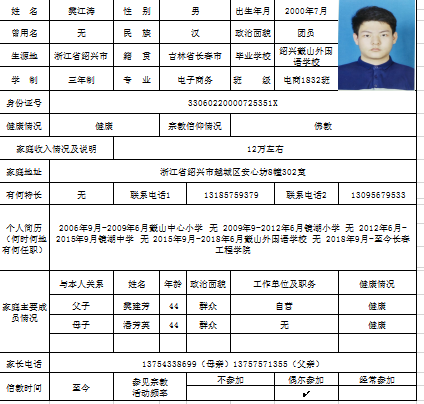 姓 名 樊江涛 性 别 男 出生年月 2000年7月
曾用名 无 民 族 汉 政治面貌 团员
生源地 浙江省绍兴市 籍 贯 吉林省长春市 毕业学校 绍兴戴山外国语学校
学 制 三年制 专 业 电子商务 班 级 电商1832班
身份证号 33060220000725351X
健康情况 健康 宗教信仰情况 佛教
家庭收入情况及说明 12万左右
家庭地址 浙江省绍兴市越城区安心坊8幢302室
有何特长 无 联系电话1 13185759379 联系电话2 13095679533
个人简历
(何时何地
有何任职)
2006年9月-2009年6月戴山中心小学 无 2009年9-2012年6月镜湖小学 无 2012年6月-
2015年9月镜湖中学 无 2015年9月-2018年6月戴山外国语学校 无 2018年9月-至今长春
工程学院
家庭主要成
员情况
与本人关系 姓名 年龄 政治面貌 工作单位及职务 健康情况
父子 樊建芳 44 群众 自营 健康
母子 潘芳英 44 群众 无 健康
家长电话 13754338699(母亲)13757571355(父亲)
信教时间 至今 参见宗教
活动频率
不参加 偶尔参加 经常参加
✓